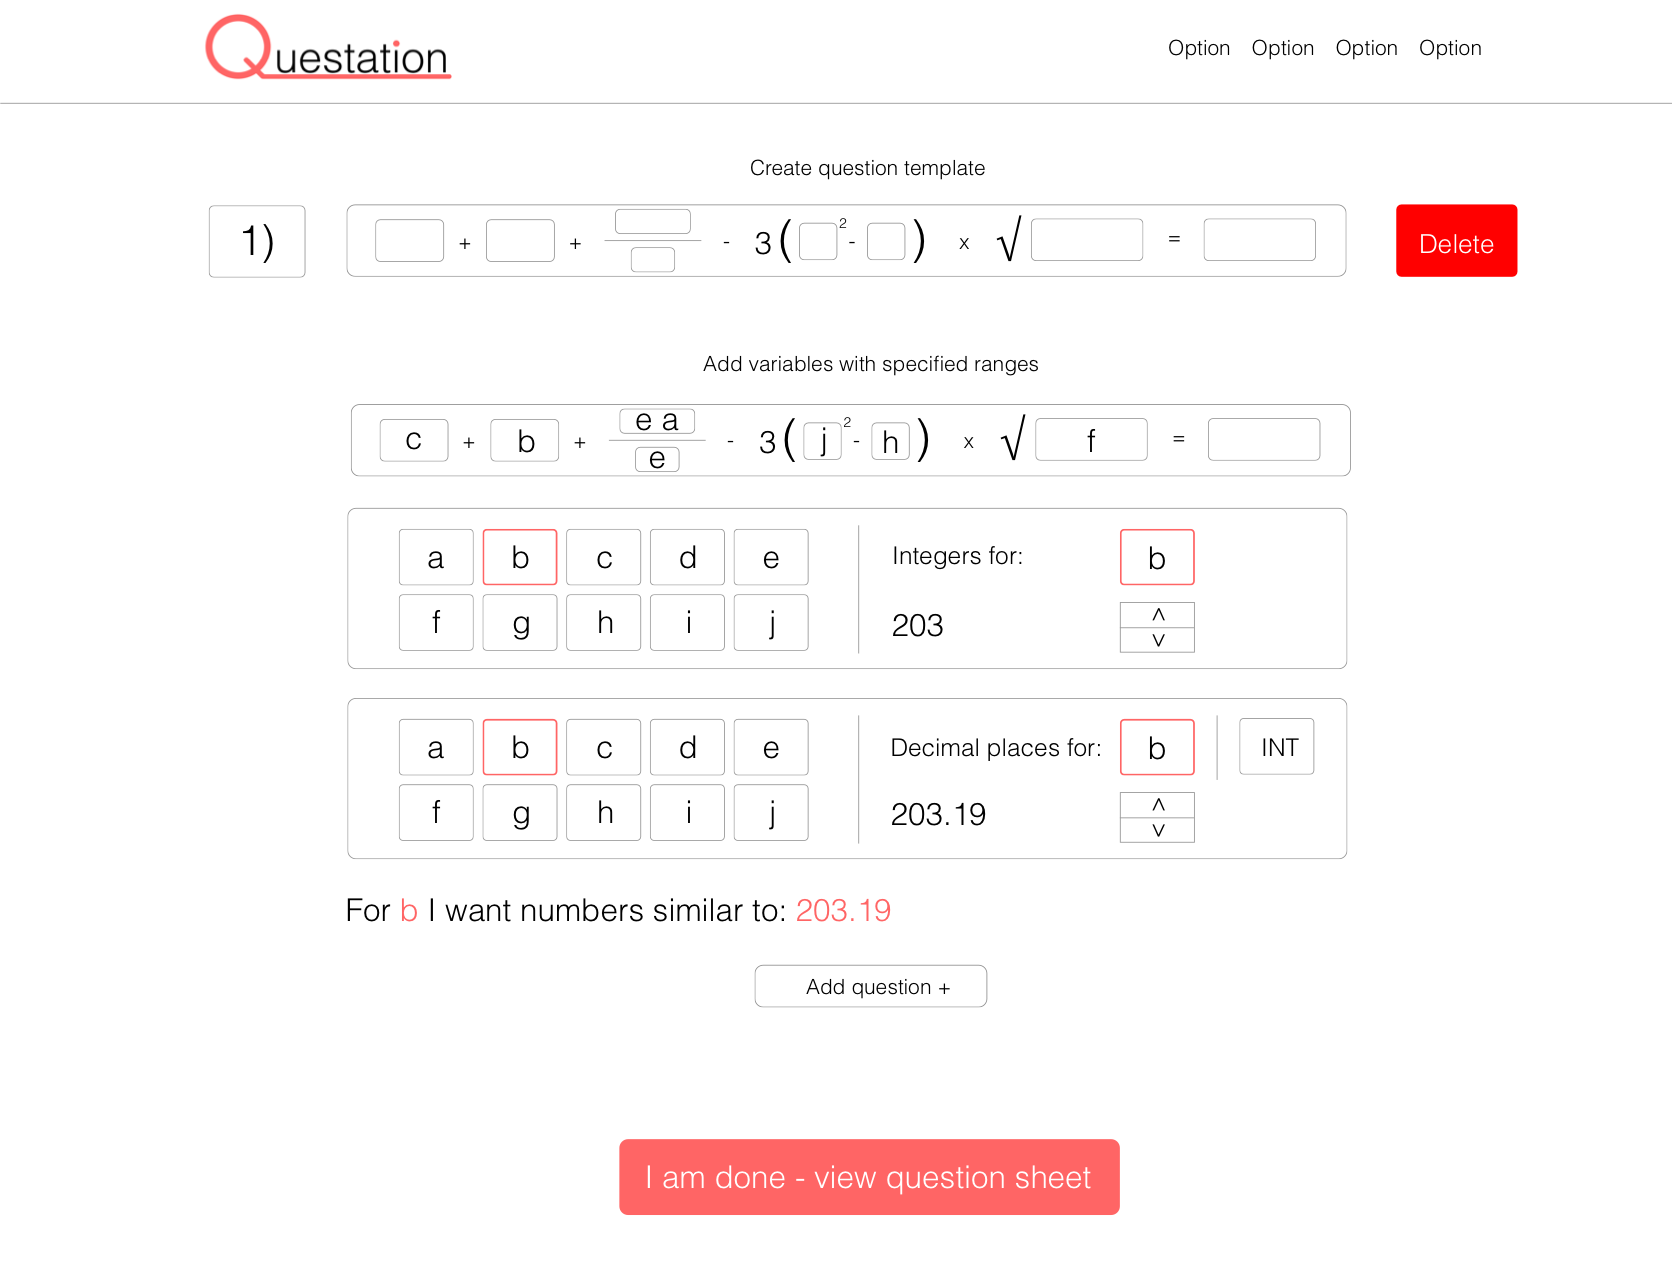 Questation
Option Option Option Option
Create question template
1) + + - 3 ( 2 - ) x √ = Delete
Add variables with specified ranges
c + b + e a / e - 3 ( j 2 - h ) x √ f =
a b c d e
f g h i j
Integers for: b
203 ^
v
a b c d e
f g h i j
Decimal places for: b INT
203.19 ^
v
For b I want numbers similar to: 203.19
Add question +
I am done - view question sheet